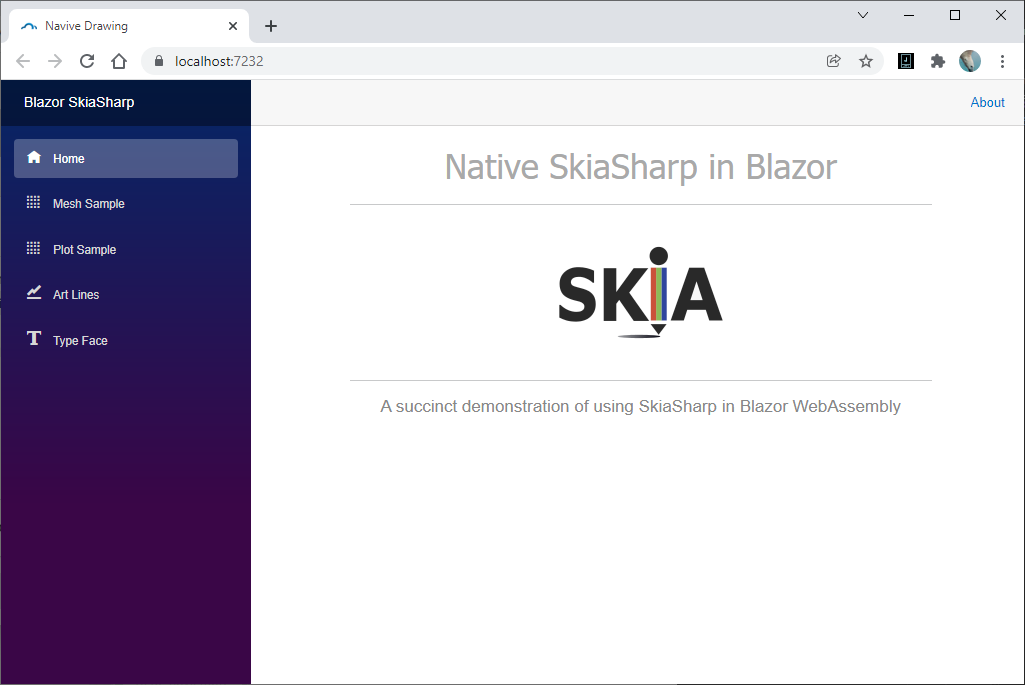 Navive Drawing
localhost:7232
Blazor SkiaSharp
About
Home
Mesh Sample
Plot Sample
Art Lines
Type Face
Native SkiaSharp in Blazor
SKiA
A succinct demonstration of using SkiaSharp in Blazor WebAssembly